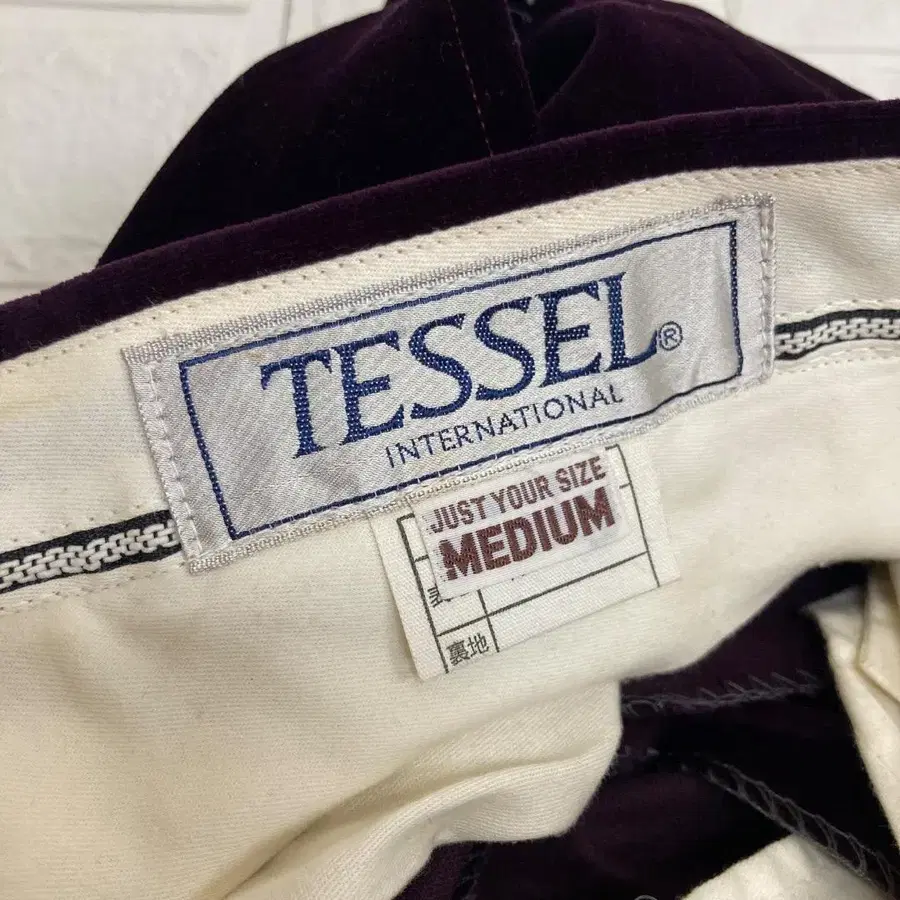 TESSEL®
INTERNATIONAL
JUST YOUR SIZE
MEDIUM
裏地